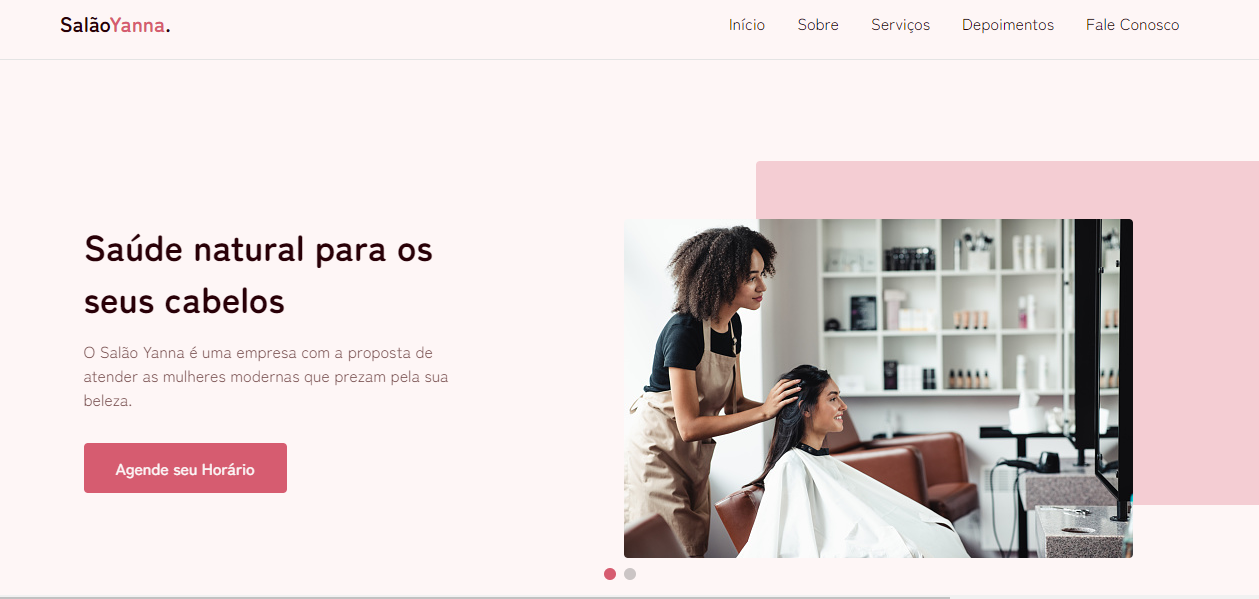 SalãoYanna.
Início Sobre Serviços Depoimentos Fale Conosco
Saúde natural para os
seus cabelos
O Salão Yanna é uma empresa com a proposta de
atender as mulheres modernas que prezam pela sua
beleza.
Agende seu Horário